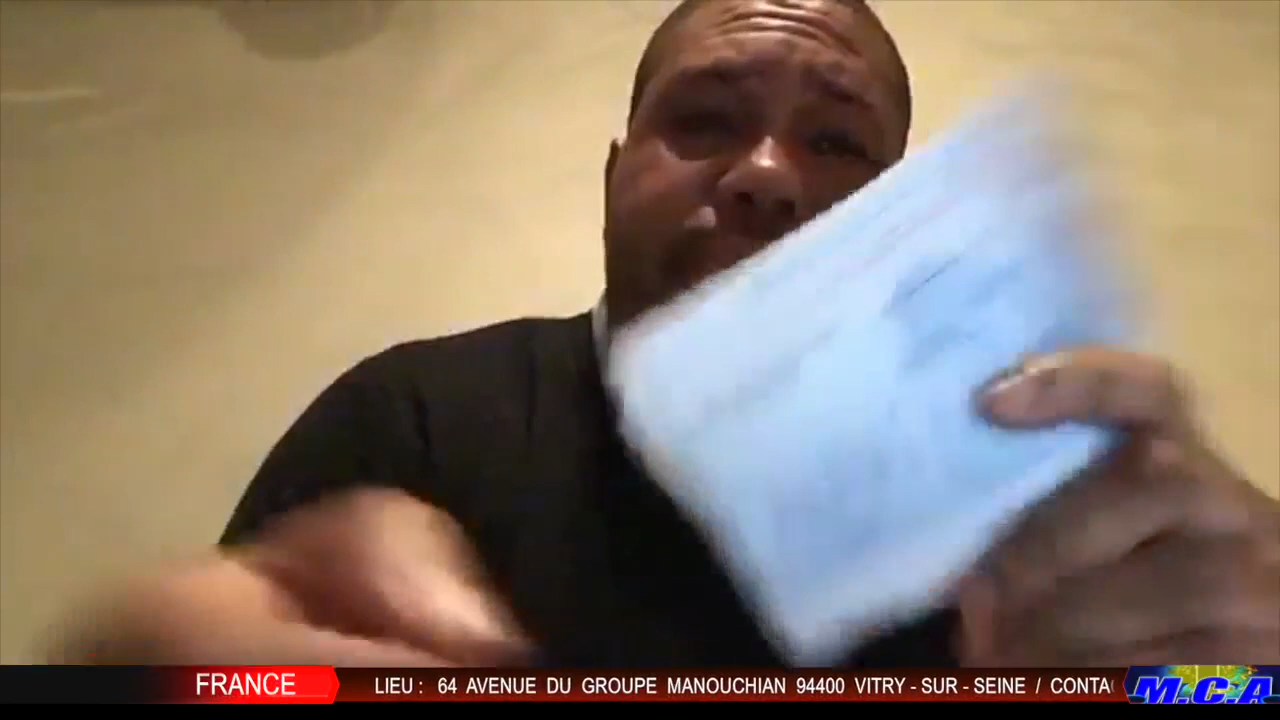 FRANCE
LIEU : 64 AVENUE DU GROUPE MANOUCHIAN 94400 VITRY - SUR - SEINE / CONTA
M.C.A